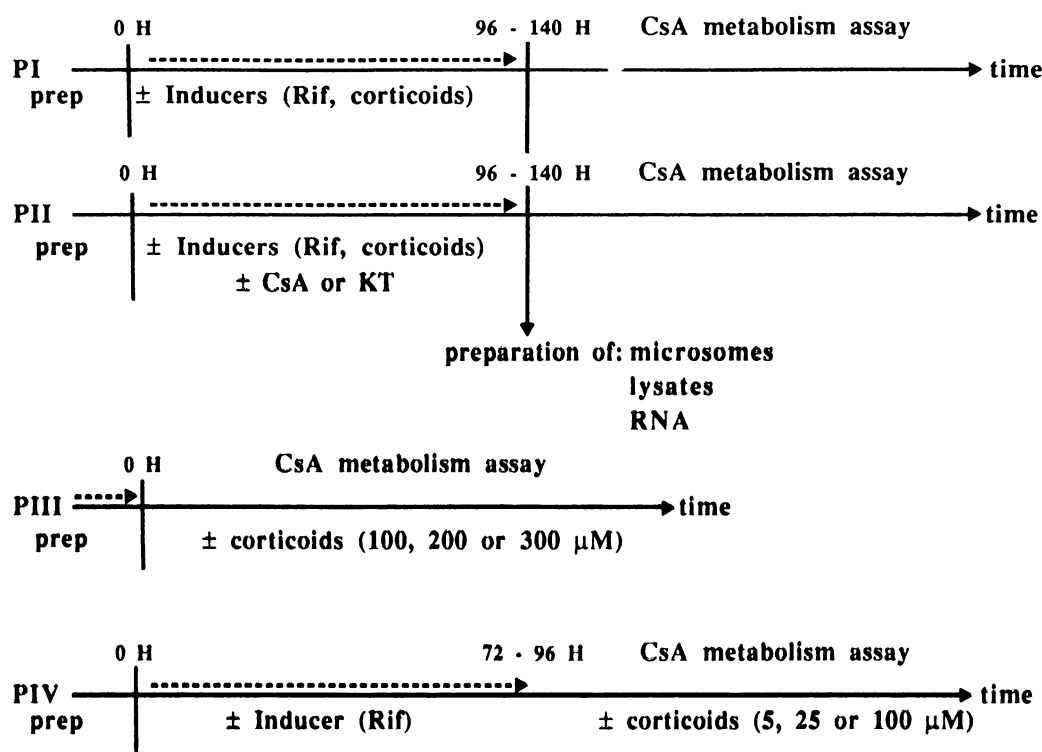 0 H 96 - 140 H CsA metabolism assay
PI time
prep ± Inducers (Rif, corticoids)
0 H 96 - 140 H CsA metabolism assay
PII time
prep ± Inducers (Rif, corticoids)
± CsA or KT
preparation of: microsomes
lysates
RNA
0 H CsA metabolism assay
PIII time
prep ± corticoids (100, 200 or 300 µM)
0 H 72 - 96 H CsA metabolism assay
PIV time
prep ± Inducer (Rif) ± corticoids (5, 25 or 100 µM)